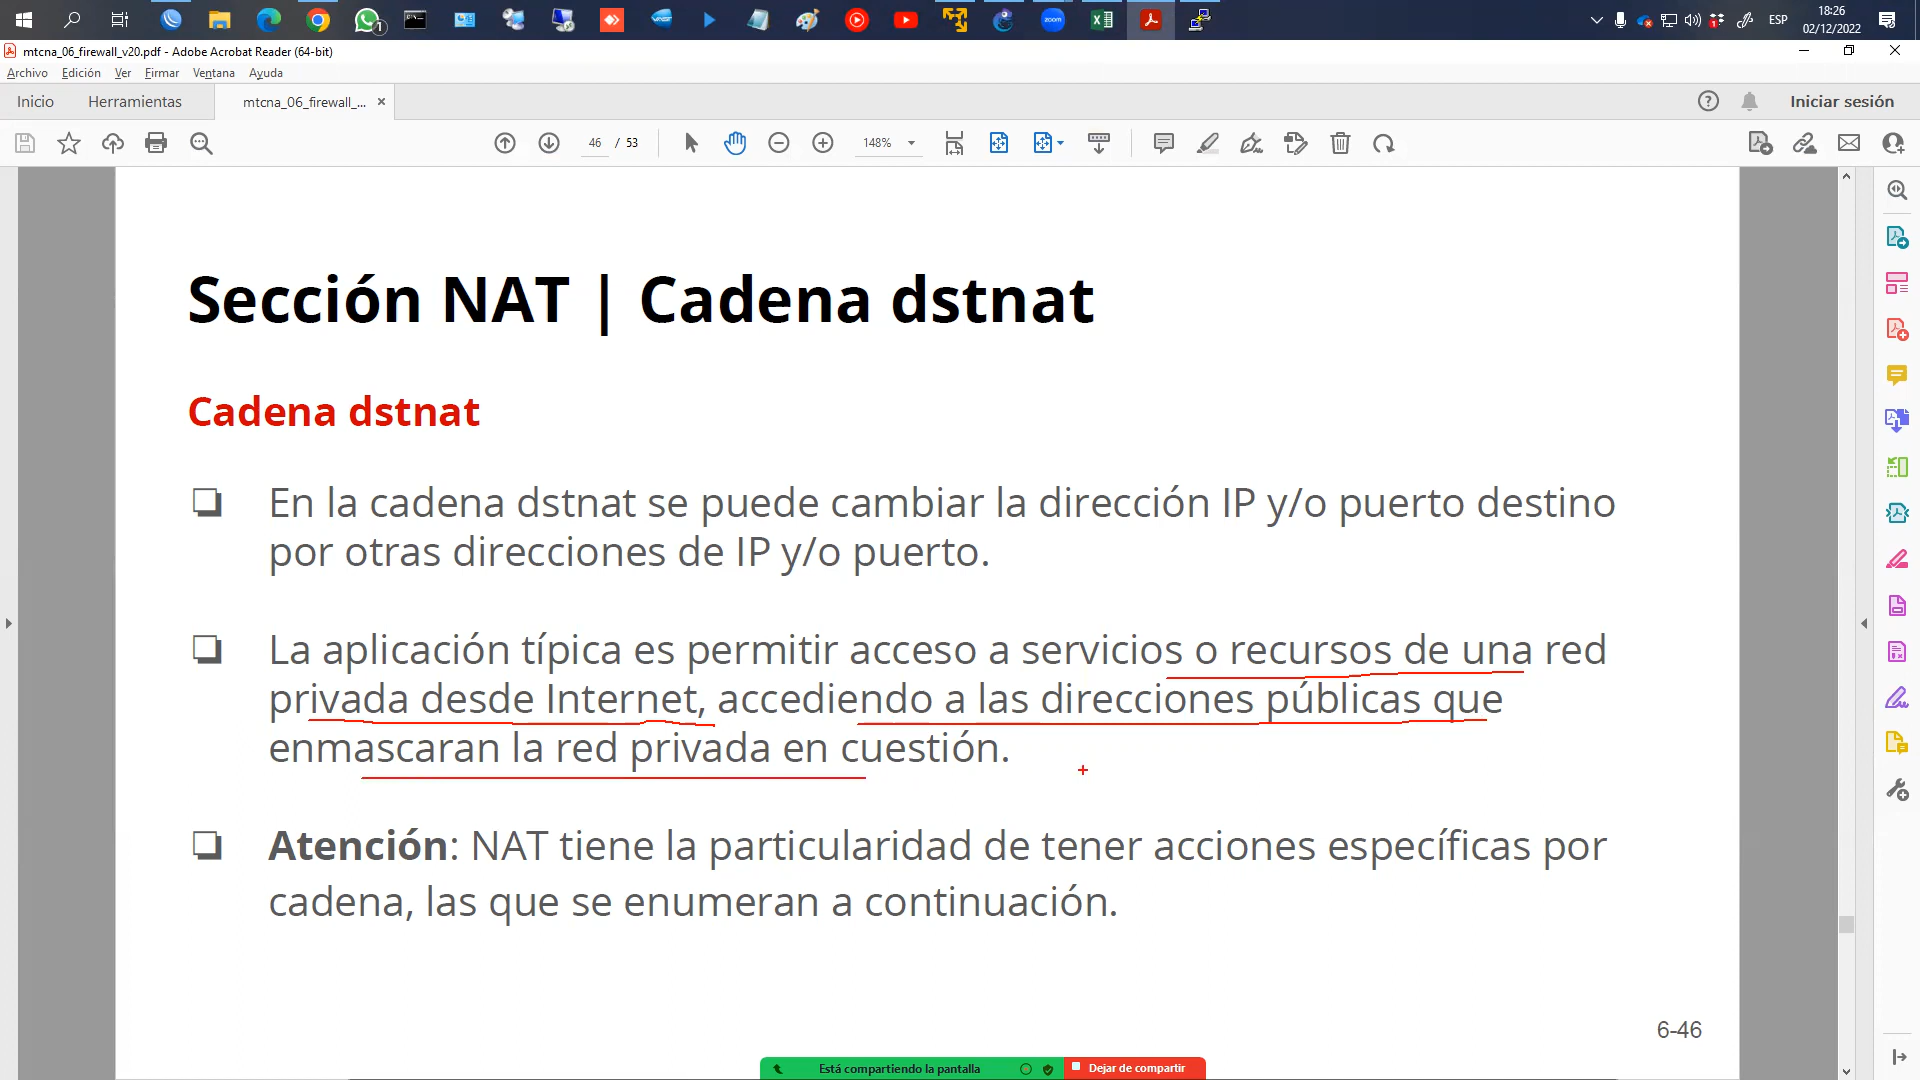 18:26
ESP
02/12/2022
mtcna_06_firewall_v20.pdf - Adobe Acrobat Reader (64-bit)
Archivo Edición Ver Firmar Ventana Ayuda
Inicio Herramientas mtcna_06_firewall_... × Iniciar sesión
46 / 53 148%
Sección NAT | Cadena dstnat
Cadena dstnat
❏ En la cadena dstnat se puede cambiar la dirección IP y/o puerto destino
por otras direcciones de IP y/o puerto.
❏ La aplicación típica es permitir acceso a servicios o recursos de una red
privada desde Internet, accediendo a las direcciones públicas que
enmascaran la red privada en cuestión.
❏ Atención: NAT tiene la particularidad de tener acciones específicas por
cadena, las que se enumeran a continuación.
6-46
Está compartiendo la pantalla Dejar de compartir